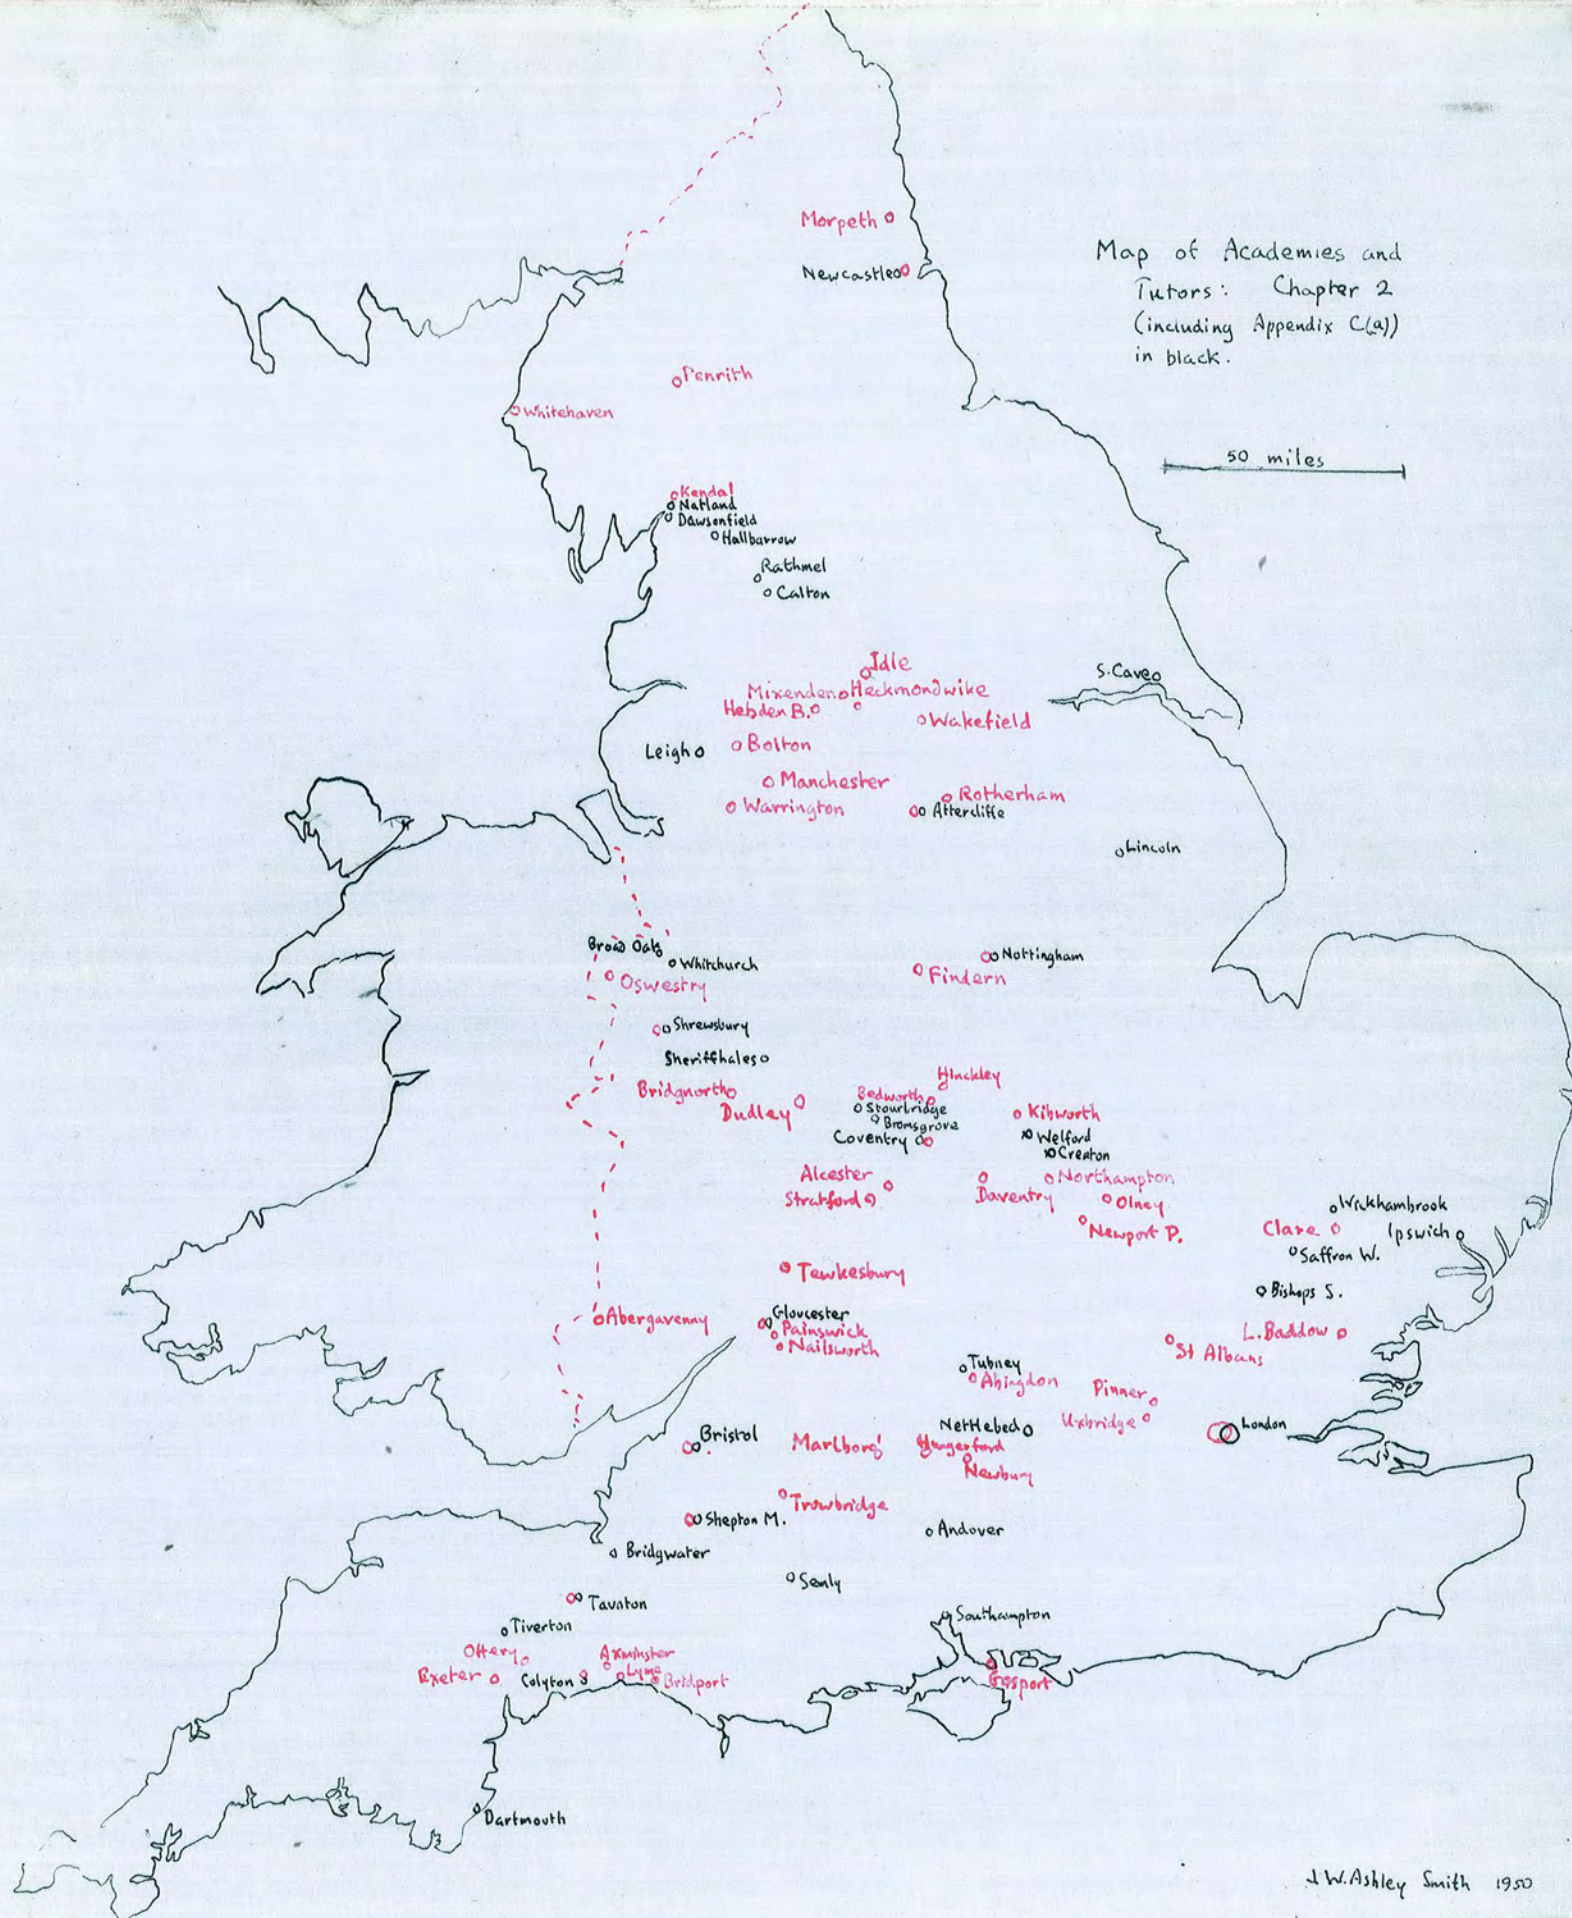 Morpeth
Newcastle
Map of Academies and
Tutors: Chapter 2
(including Appendix C(a))
in black.
Penrith
Whitehaven
50 miles
Kendal
Natland
Dawsonfield
Hallbarrow
Rathmel
Calton
Idle
S. Cave
Mixenden
Heckmondwike
Hebden B.
Wakefield
Leigh
Bolton
Manchester
Rotherham
Warrington
Attercliffe
Lincoln
Broad Oak
Whitchurch
Nottingham
Oswestry
Findern
Shrewsbury
Sheriffhales
Hinckley
Bridgnorth
Bedworth
Dudley
Stourbridge
Kibworth
Bromsgrove
Coventry
Welford
Creaton
Alcester
Northampton
Stratford
Daventry
Olney
Wickhambrook
Newport P.
Clare
Ipswich
Saffron W.
Tewkesbury
Bishops S.
Abergavenny
Gloucester
Painswick
L. Baddow
Nailsworth
St Albans
Tubney
Abingdon
Pinner
Nettlebed
Uxbridge
London
Bristol
Marlboro'
Hungerford
Newbury
Trowbridge
Shepton M.
Andover
Bridgwater
Semly
Taunton
Southampton
Tiverton
Ottery
Axminster
Exeter
Colyton
Lyme
Bridport
Gosport
Dartmouth
J W. Ashley Smith 1950